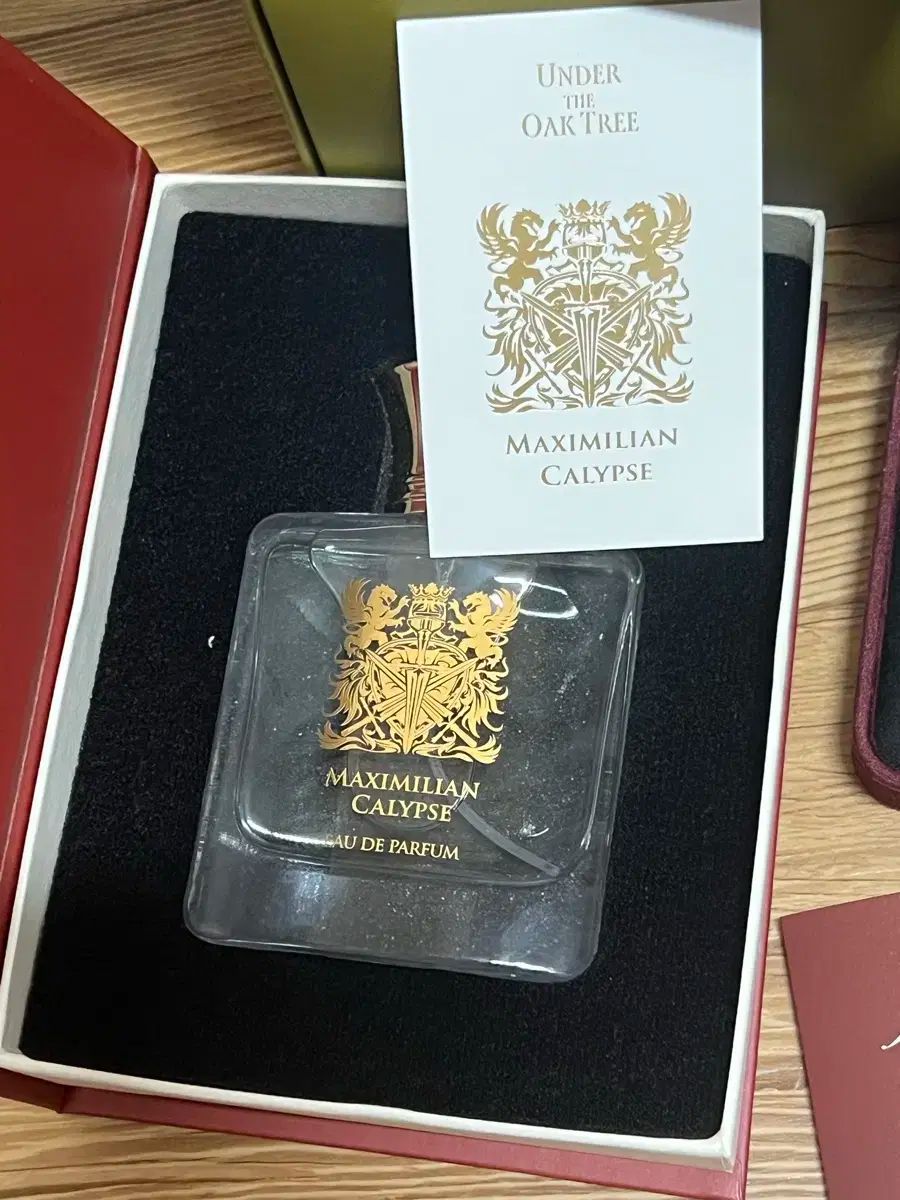 UNDER
THE
OAK TREE
MAXIMILIAN
CALYPSE
MAXIMILIAN
CALYPSE
EAU DE PARFUM